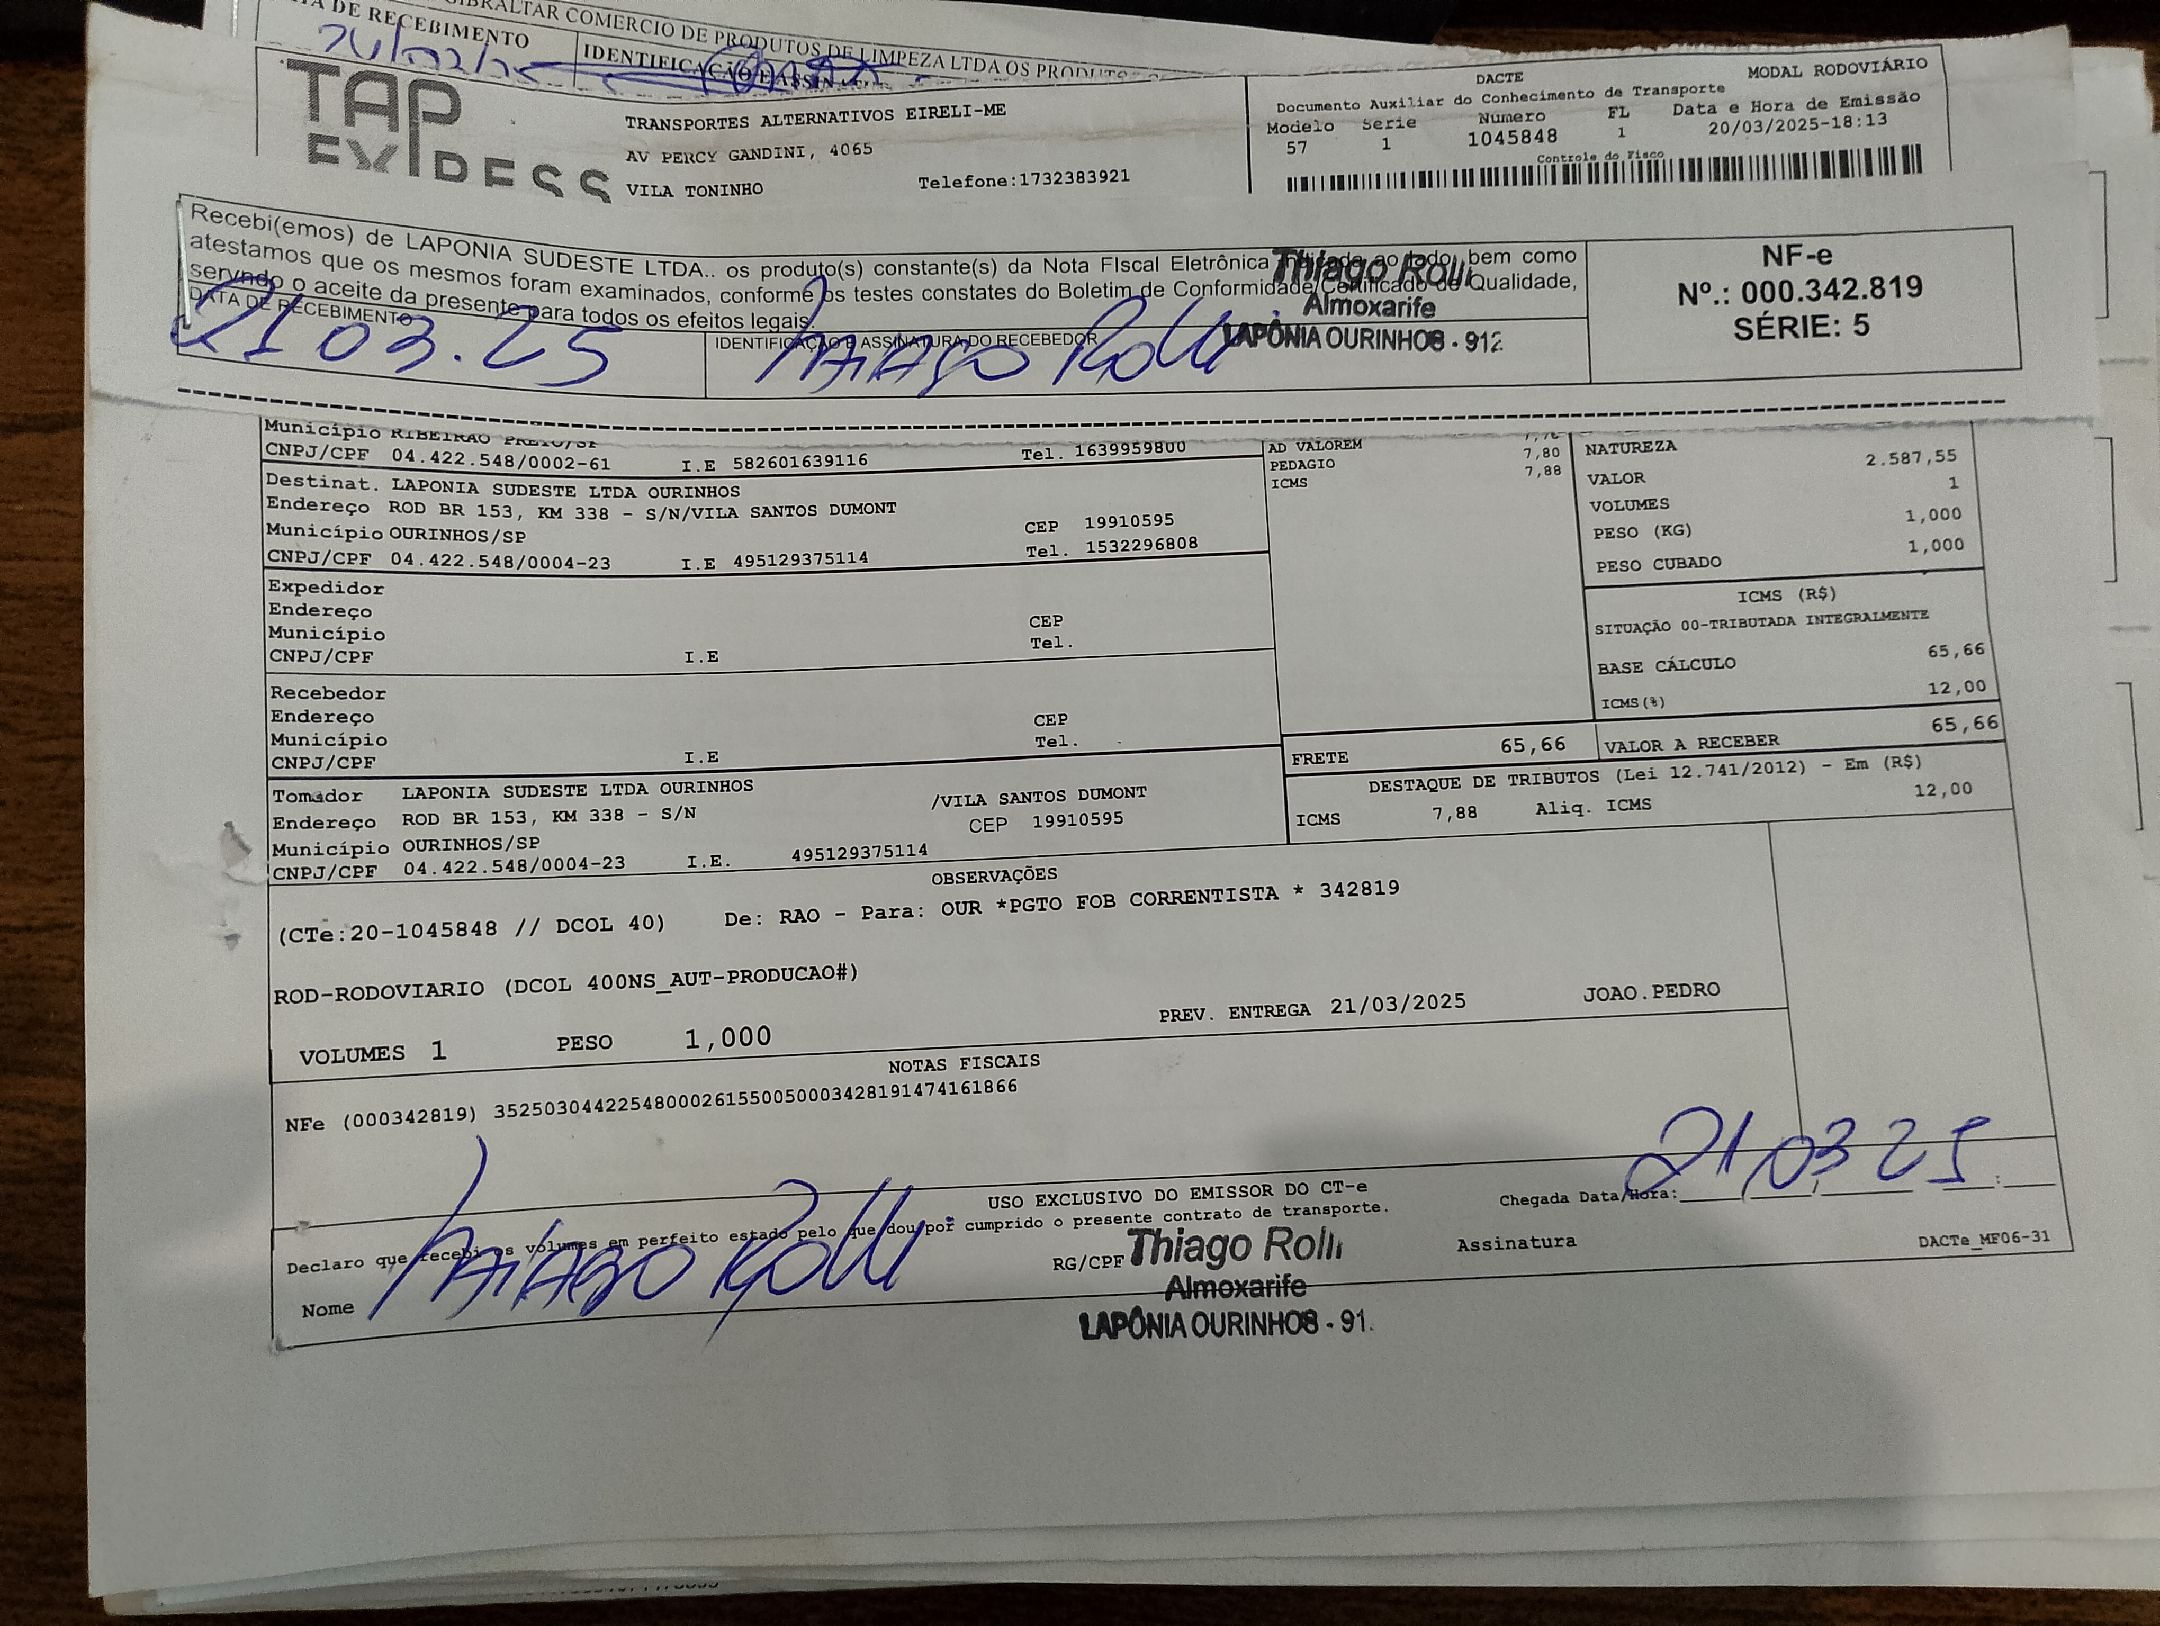 GIBRALTAR COMERCIO DE PRODUTOS DE LIMPEZA LTDA OS
DE RECEBIMENTO
IDENTIFICAÇÃO E
TAP
EXPRESS
TRANSPORTES ALTERNATIVOS EIRELI-ME
AV PERCY GANDINI, 4065
VILA TONINHO Telefone:1732383921
DACTE MODAL RODOVIÁRIO
Documento Auxiliar do Conhecimento de Transporte
Modelo Serie Número FL Data e Hora de Emissão
57 1 1045848 1 20/03/2025-18:13
Controle do Fisco
Recebi(emos) de LAPONIA SUDESTE LTDA.. os produto(s) constante(s) da Nota FIscal Eletrônica indicada ao lado, bem como
atestamos que os mesmos foram examinados, conforme os testes constates do Boletim de Conformidade/Certificado de Qualidade,
servndo o aceite da presente para todos os efeitos legais.
DATA DE RECEBIMENTO
21 03.25
IDENTIFICAÇÃO E ASSINATURA DO RECEBEDOR
Thiago Rolli
Thiago Rolli
Almoxarife
LAPÔNIA OURINHOS - 912
NF-e
Nº.: 000.342.819
SÉRIE: 5
Município RIBEIRAO PRETO/SP
CNPJ/CPF 04.422.548/0002-61 I.E 582601639116 Tel. 1639959800
Destinat. LAPONIA SUDESTE LTDA OURINHOS
Endereço ROD BR 153, KM 338 - S/N/VILA SANTOS DUMONT
Município OURINHOS/SP CEP 19910595
CNPJ/CPF 04.422.548/0004-23 I.E 495129375114 Tel. 1532296808
Expedidor
Endereço
Município CEP
CNPJ/CPF I.E Tel.
Recebedor
Endereço
Município CEP
CNPJ/CPF I.E Tel.
Tomador LAPONIA SUDESTE LTDA OURINHOS
Endereço ROD BR 153, KM 338 - S/N /VILA SANTOS DUMONT
Município OURINHOS/SP CEP 19910595
CNPJ/CPF 04.422.548/0004-23 I.E. 495129375114
AD VALOREM
PEDAGIO 7,80
ICMS 7,88
NATUREZA
VALOR 2.587,55
VOLUMES 1
PESO (KG) 1,000
PESO CUBADO 1,000
ICMS (R$)
SITUAÇÃO 00-TRIBUTADA INTEGRALMENTE
BASE CÁLCULO 65,66
ICMS(%) 12,00
FRETE 65,66 VALOR A RECEBER 65,66
DESTAQUE DE TRIBUTOS (Lei 12.741/2012) - Em (R$)
ICMS 7,88 Aliq. ICMS 12,00
OBSERVAÇÕES
(CTe:20-1045848 // DCOL 40) De: RAO - Para: OUR *PGTO FOB CORRENTISTA * 342819
ROD-RODOVIARIO (DCOL 400NS_AUT-PRODUCAO#)
VOLUMES 1 PESO 1,000 PREV. ENTREGA 21/03/2025 JOAO.PEDRO
NOTAS FISCAIS
NFe (000342819) 35250304422548000261550050003428191474161866
USO EXCLUSIVO DO EMISSOR DO CT-e
Declaro que recebi os volumes em perfeito estado pelo que dou por cumprido o presente contrato de transporte.
Chegada Data/Hora: 21/03 25
Nome Thiago Rolli RG/CPF Assinatura DACTe_MF06-31
Thiago Rolli
Almoxarife
LAPÔNIA OURINHOS - 91